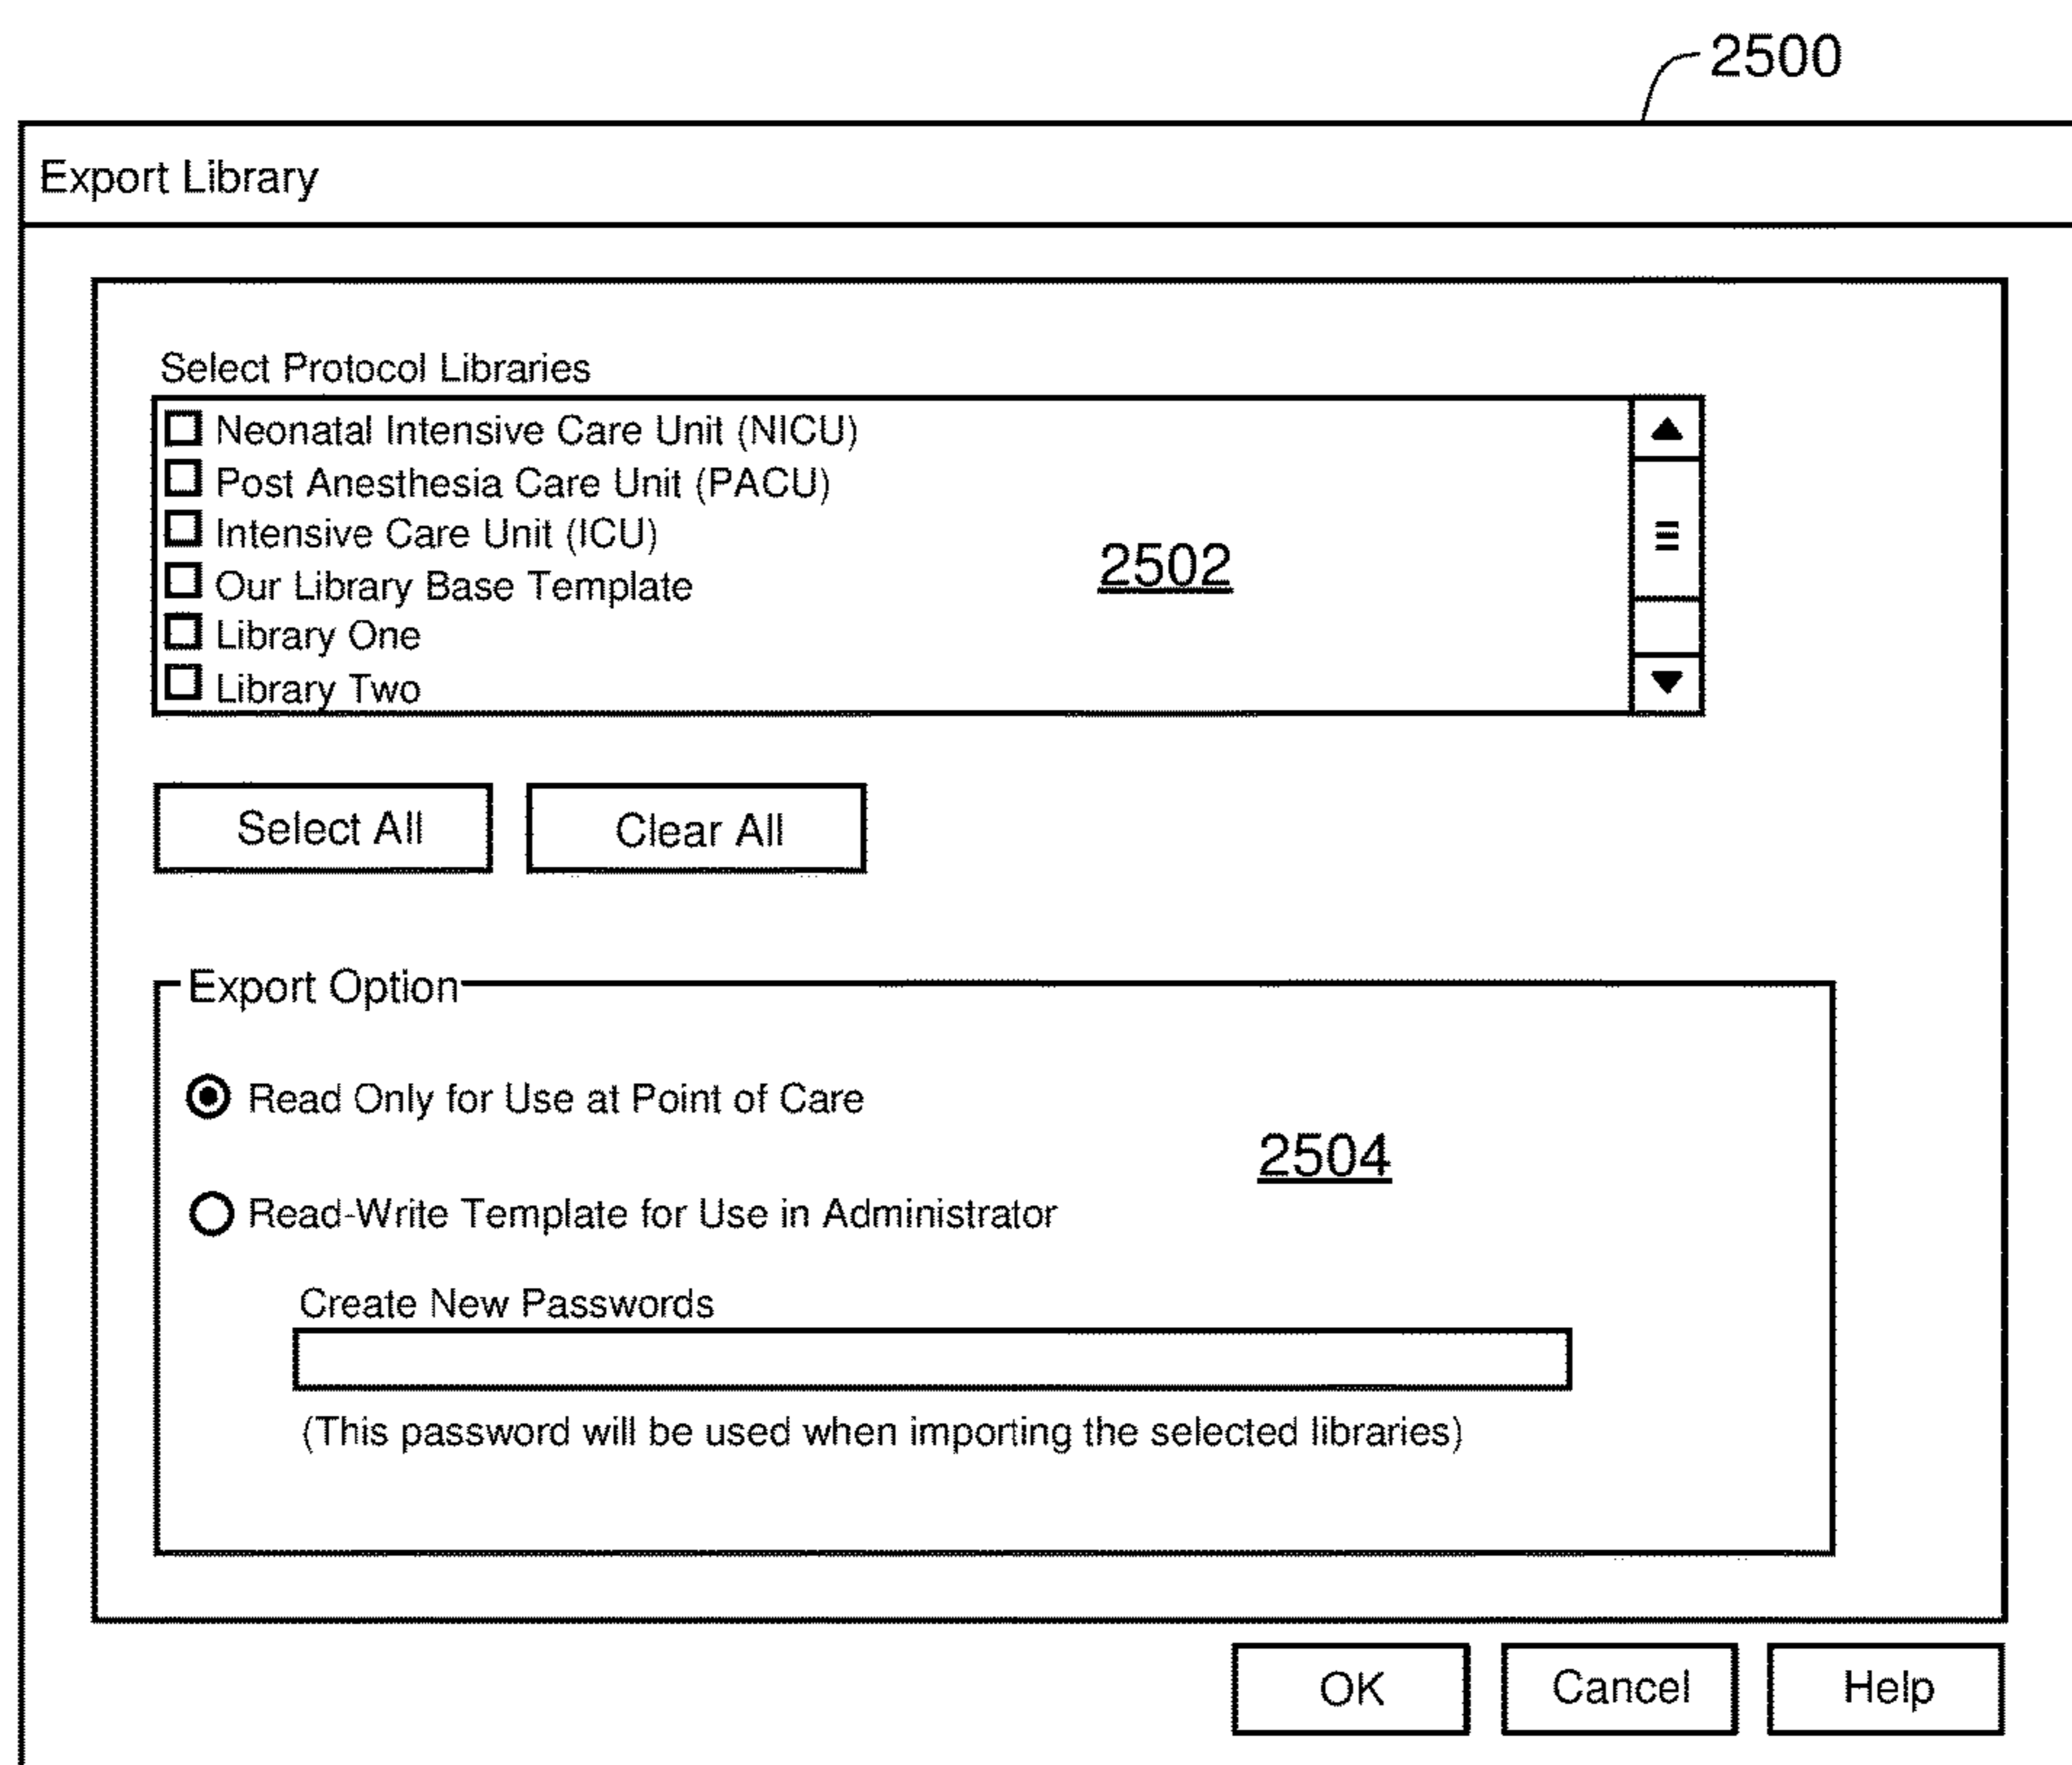 2500
Export Library
Select Protocol Libraries
Neonatal Intensive Care Unit (NICU)
Post Anesthesia Care Unit (PACU)
Intensive Care Unit (ICU)
2502
Our Library Base Template
Library One
Library Two
Select All Clear All
Export Option
Read Only for Use at Point of Care
2504
Read-Write Template for Use in Administrator
Create New Passwords
(This password will be used when importing the selected libraries)
OK Cancel Help